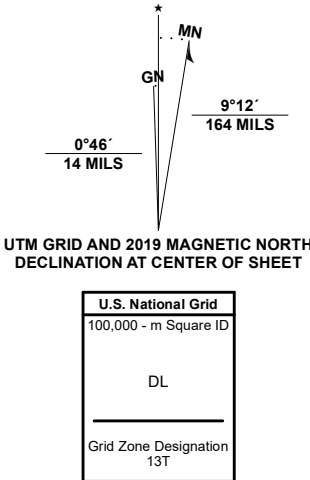 ★
MN
GN
9°12´
164 MILS
0°46´
14 MILS
UTM GRID AND 2019 MAGNETIC NORTH
DECLINATION AT CENTER OF SHEET
U.S. National Grid
100,000 - m Square ID
DL
Grid Zone Designation
13T